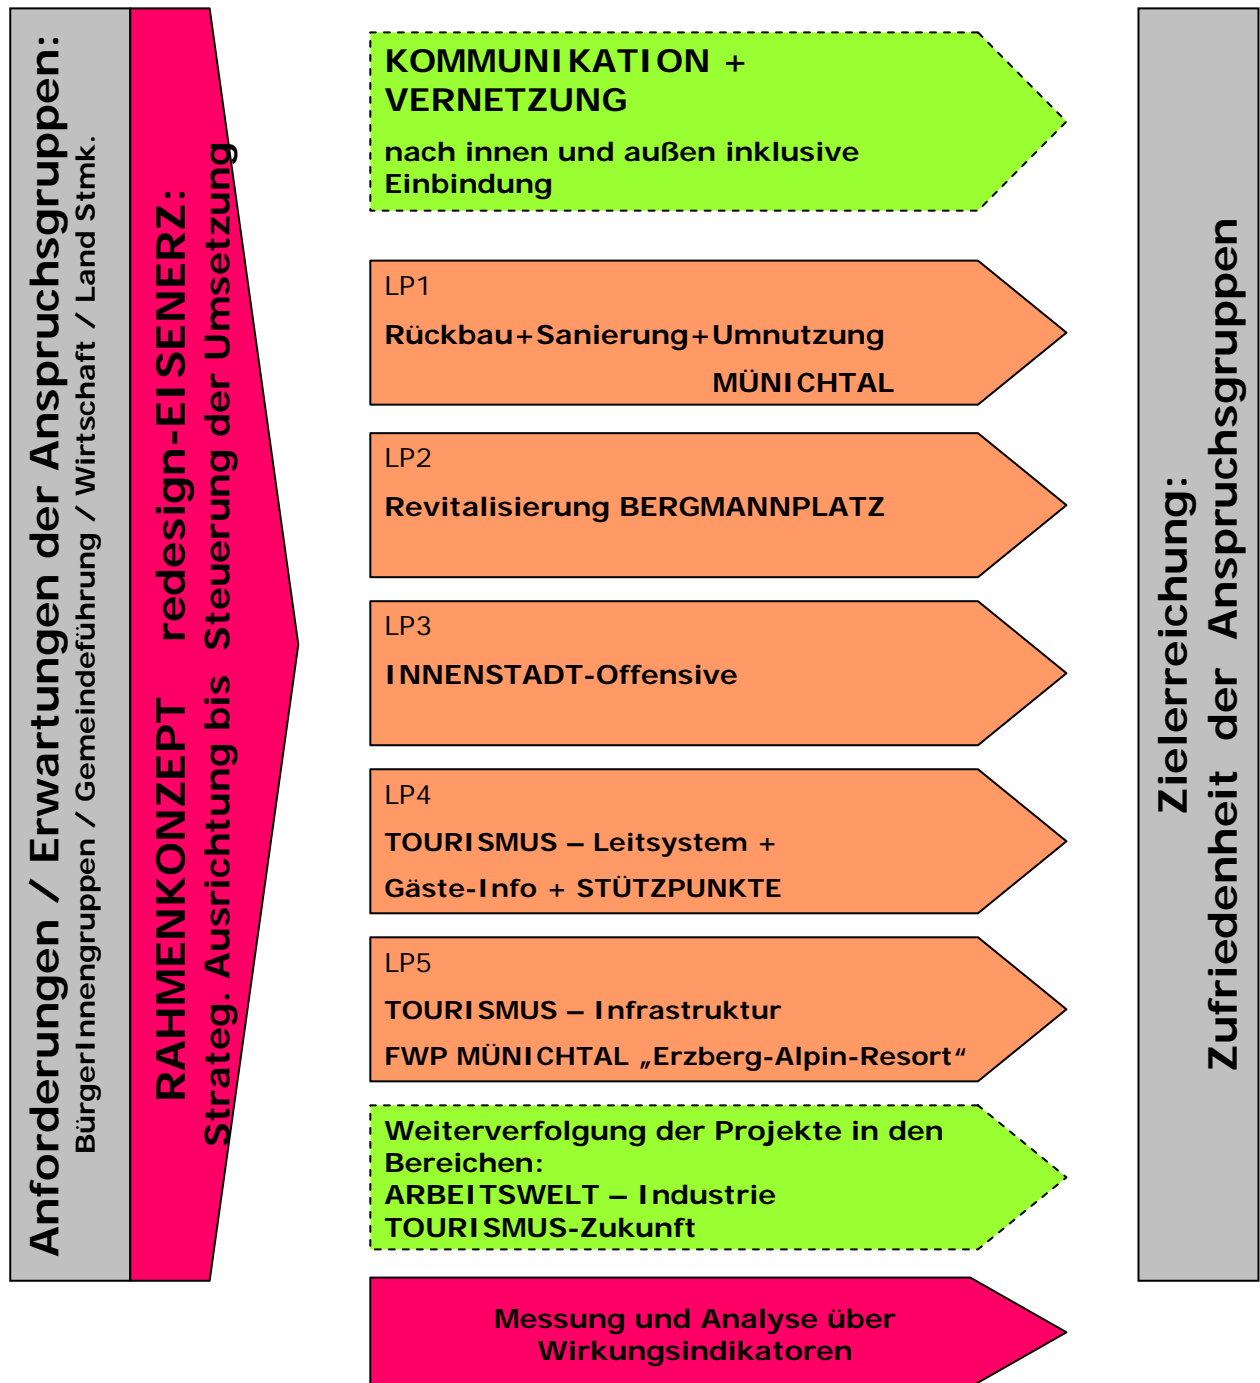 Anforderungen / Erwartungen der Anspruchsgruppen:
BürgerInnengruppen / Gemeindeführung / Wirtschaft / Land Stmk.
RAHMENKONZEPT redesign-EISENERZ:
Strateg. Ausrichtung bis Steuerung der Umsetzung
KOMMUNIKATION +
VERNETZUNG
nach innen und außen inklusive
Einbindung
LP1
Rückbau+Sanierung+Umnutzung
MÜNICHTAL
LP2
Revitalisierung BERGMANNPLATZ
LP3
INNENSTADT-Offensive
LP4
TOURISMUS – Leitsystem +
Gäste-Info + STÜTZPUNKTE
LP5
TOURISMUS – Infrastruktur
FWP MÜNICHTAL „Erzberg-Alpin-Resort“
Weiterverfolgung der Projekte in den
Bereichen:
ARBEITSWELT – Industrie
TOURISMUS-Zukunft
Messung und Analyse über
Wirkungsindikatoren
Zielerreichung:
Zufriedenheit der Anspruchsgruppen